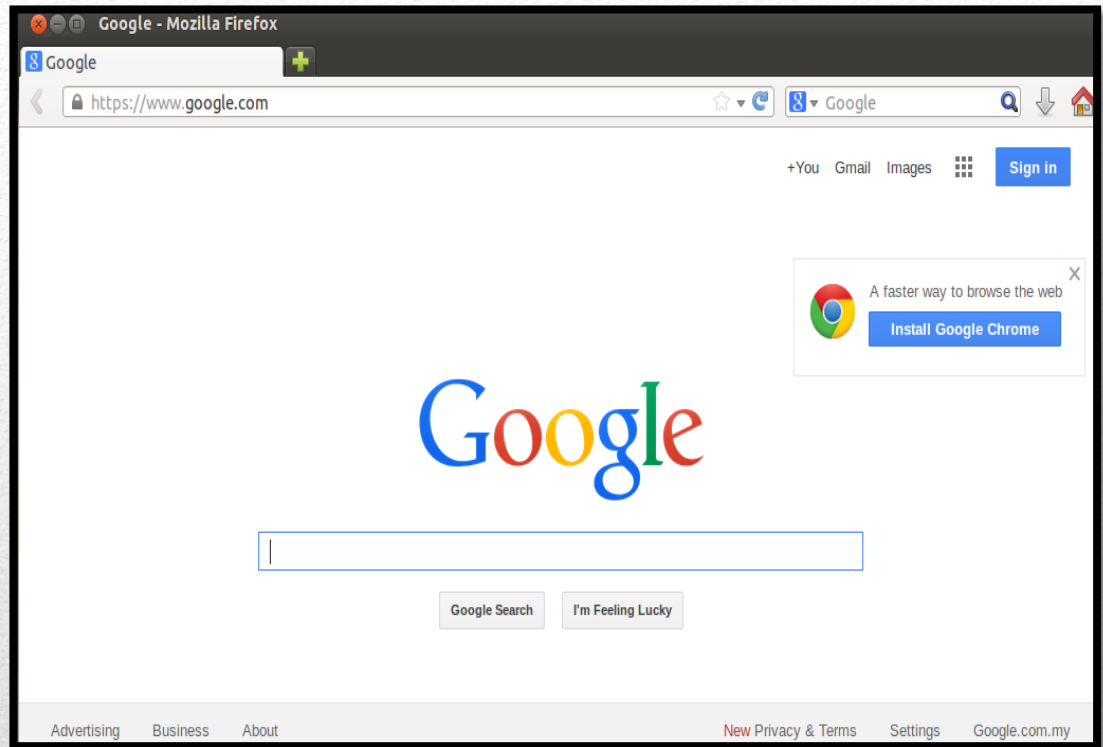 Google - Mozilla Firefox
8 Google
https://www.google.com
8 Google
+You Gmail Images Sign in
A faster way to browse the web
Install Google Chrome
Google
Google Search I'm Feeling Lucky
Advertising Business About New Privacy & Terms Settings Google.com.my